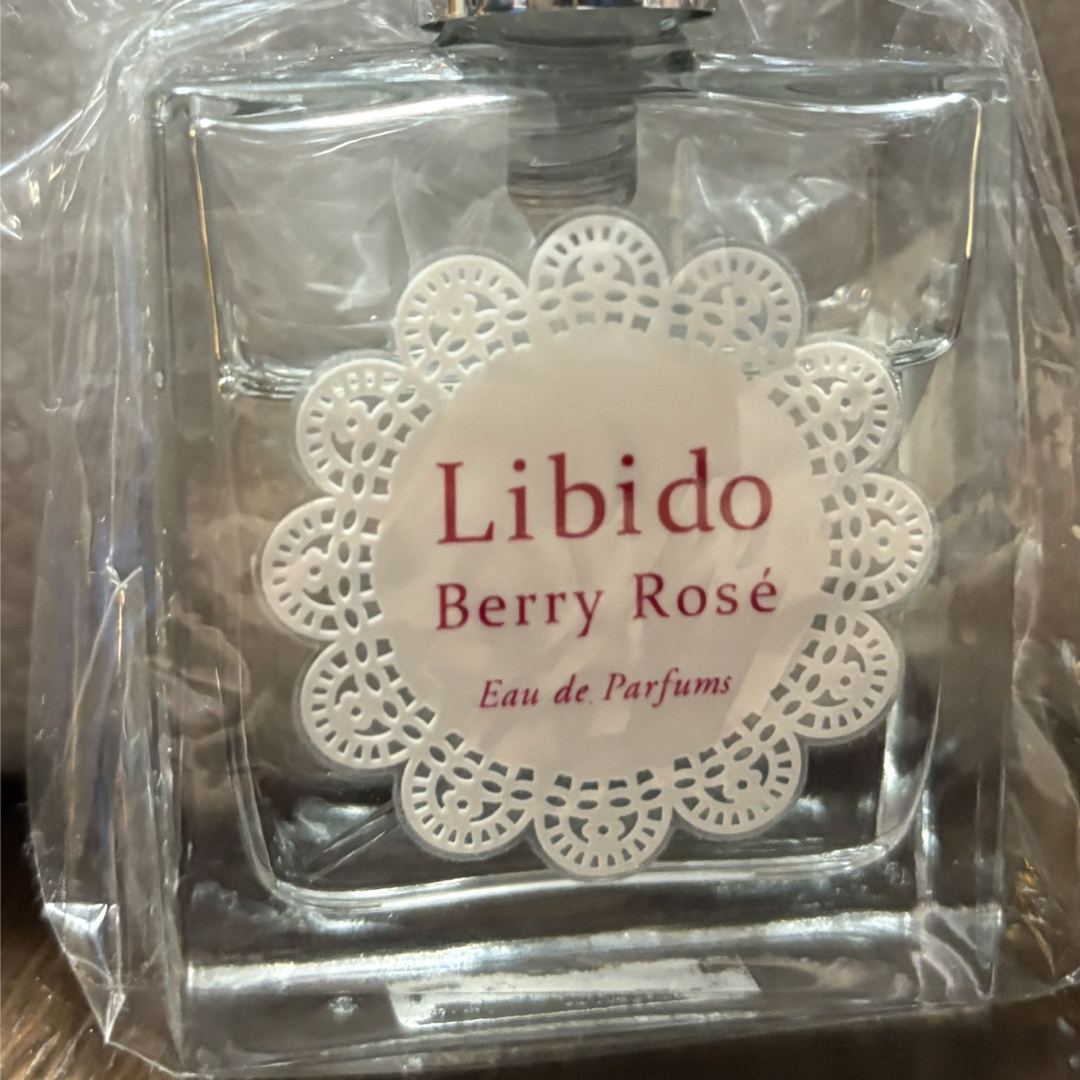 Libido
Berry Rosé
Eau de Parfums